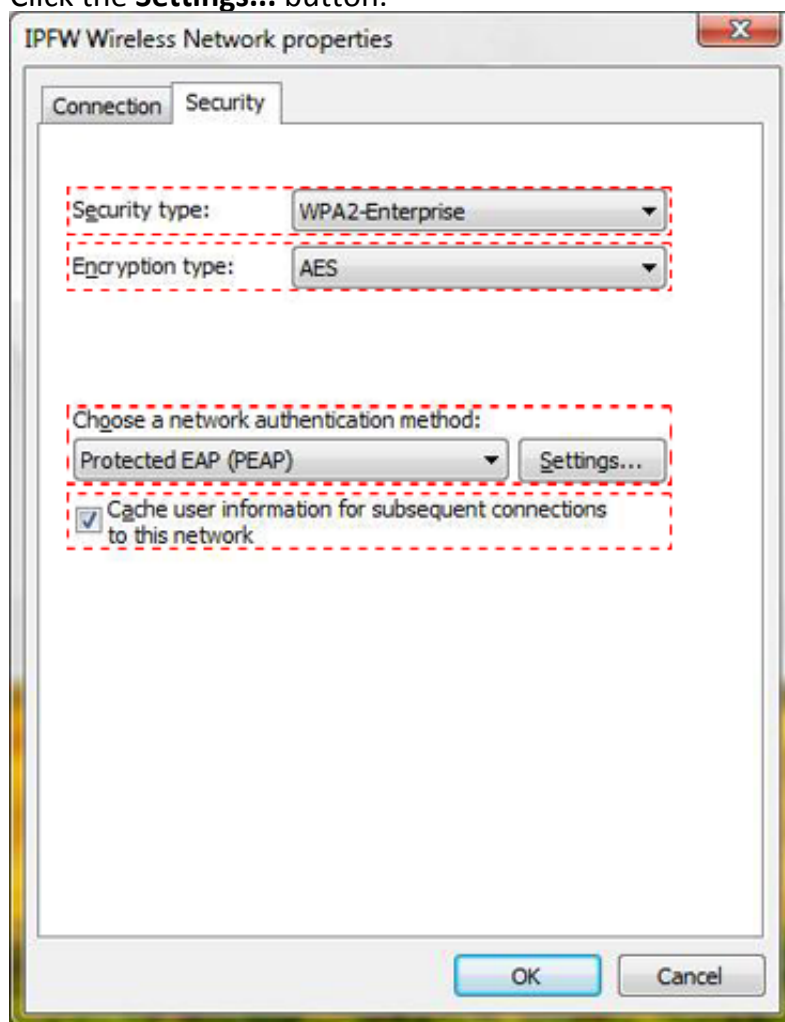 Click the Settings... button.
IPFW Wireless Network properties
Connection Security
Security type: WPA2-Enterprise
Encryption type: AES
Choose a network authentication method:
Protected EAP (PEAP) Settings...
Cache user information for subsequent connections
to this network
OK Cancel